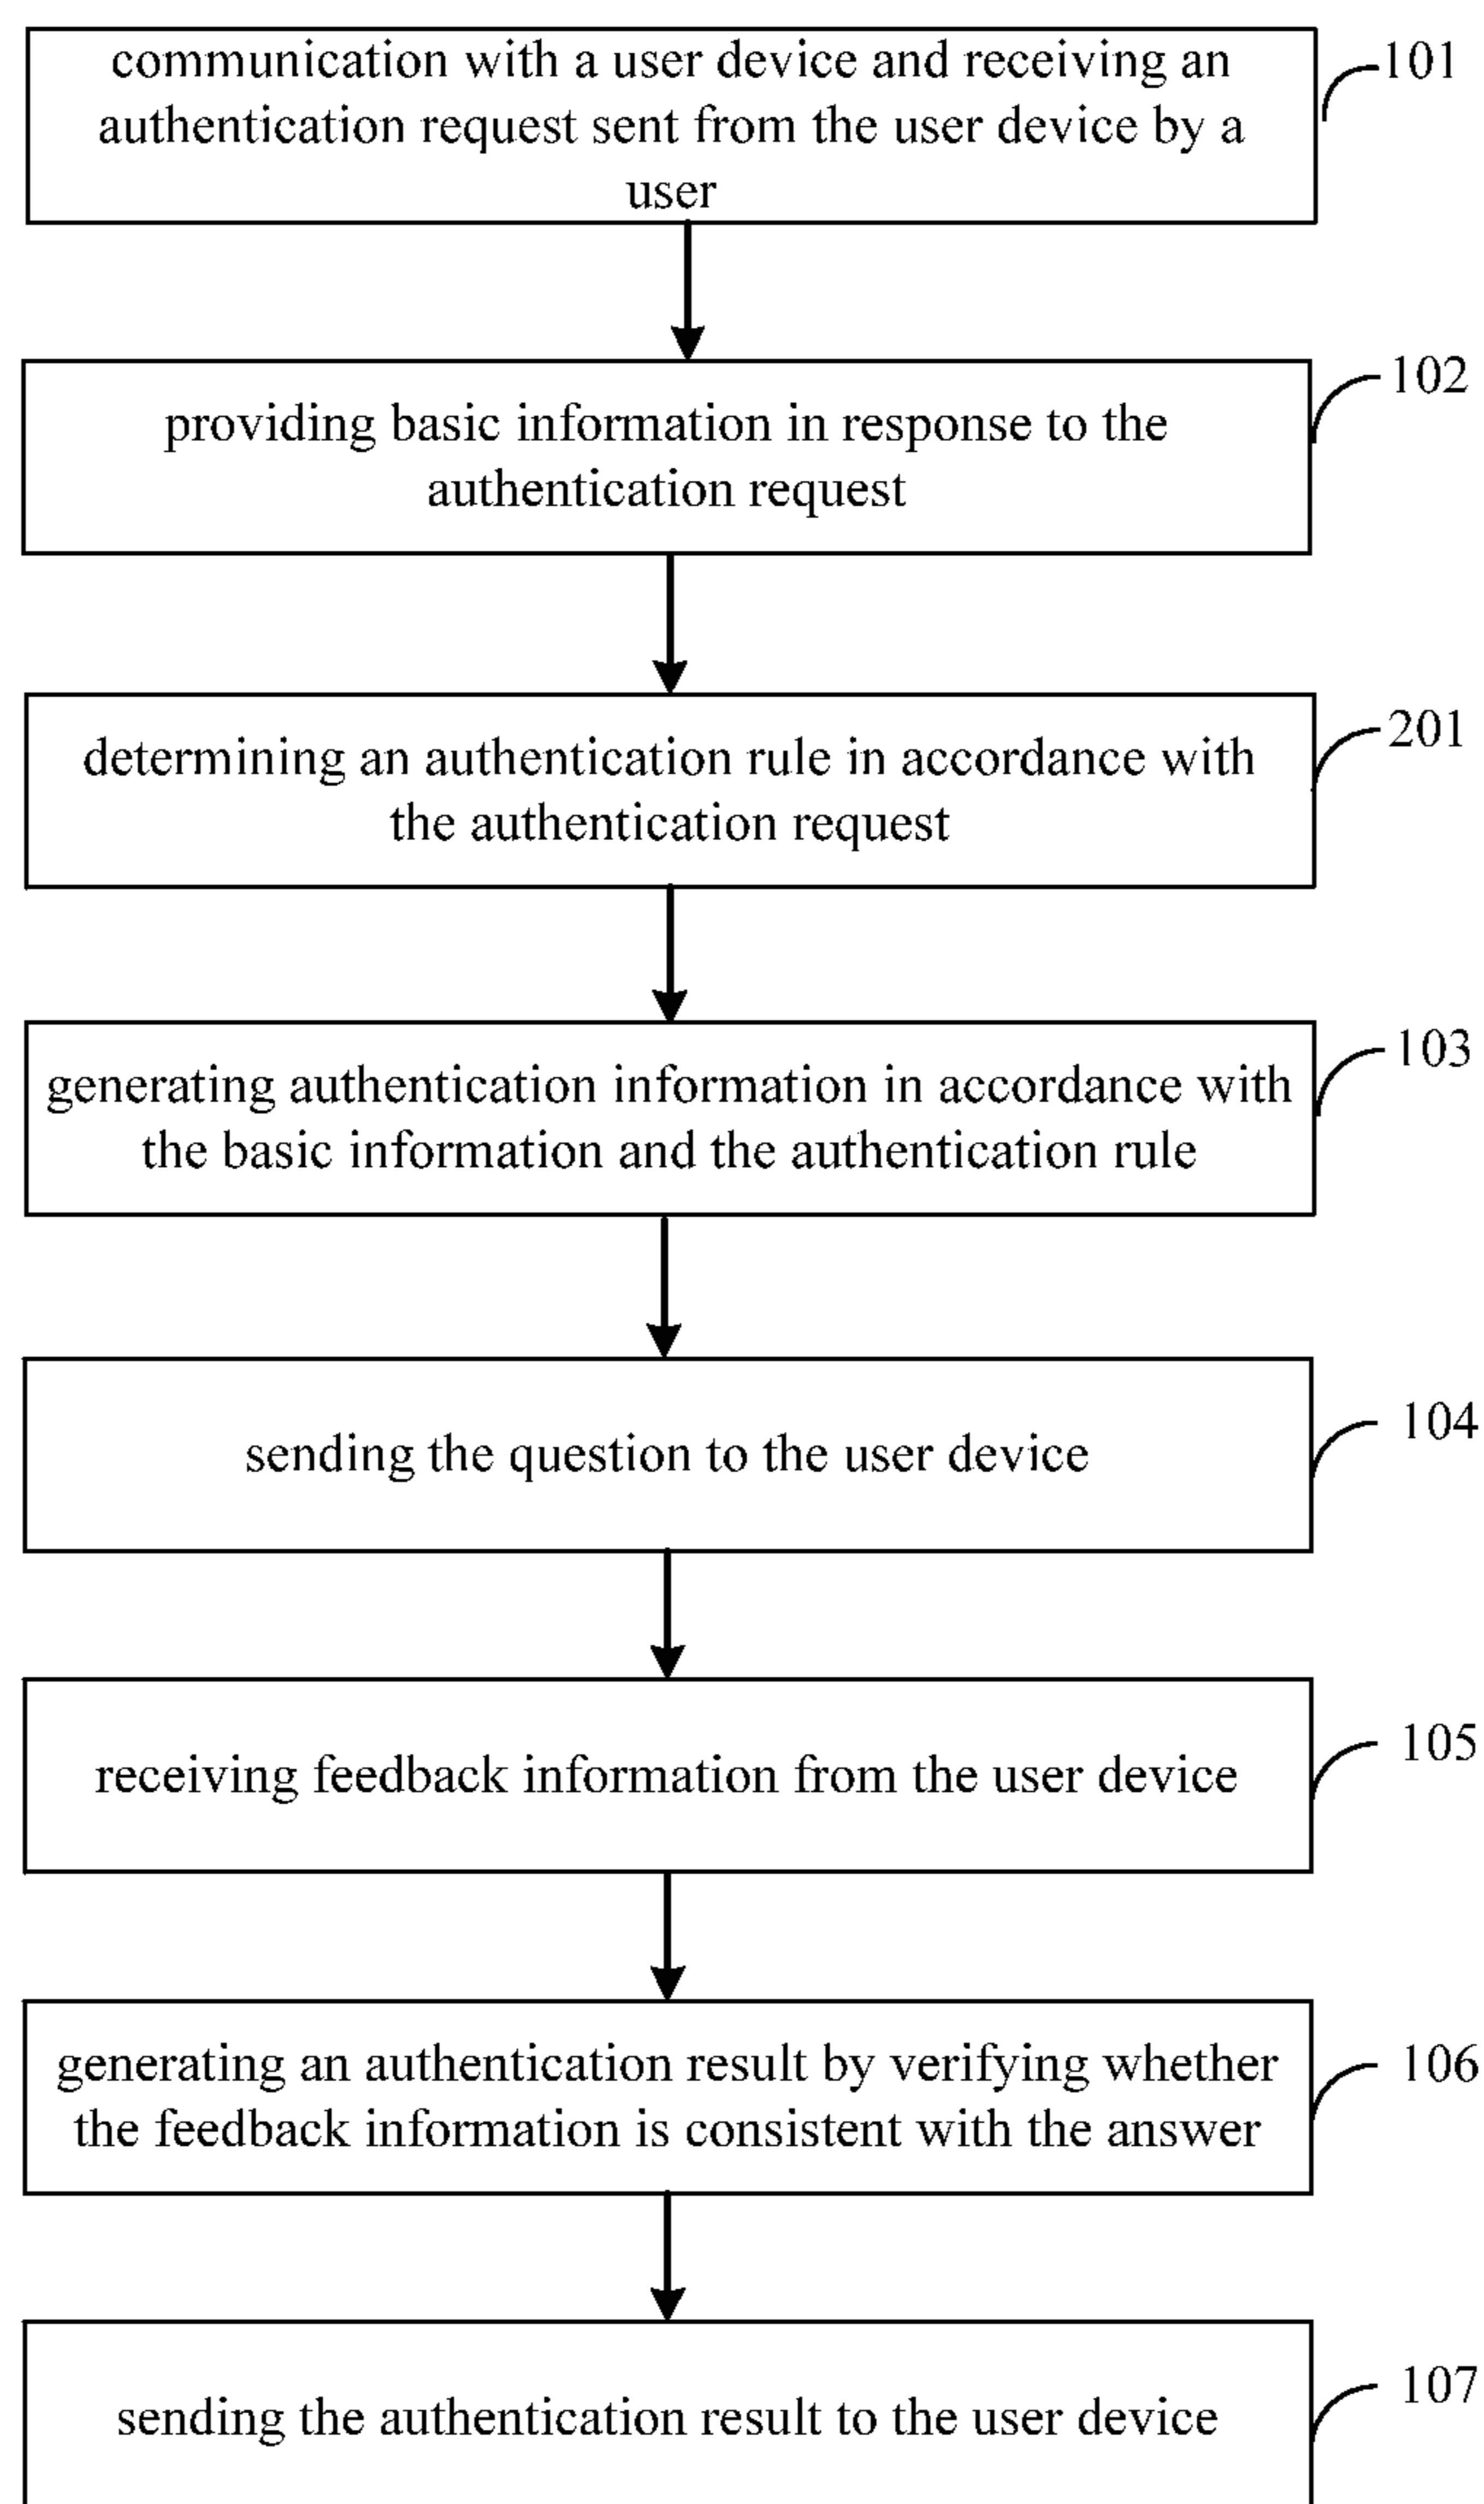 communication with a user device and receiving an
authentication request sent from the user device by a
user
101
providing basic information in response to the
authentication request
102
determining an authentication rule in accordance with
the authentication request
201
generating authentication information in accordance with
the basic information and the authentication rule
103
sending the question to the user device
104
receiving feedback information from the user device
105
generating an authentication result by verifying whether
the feedback information is consistent with the answer
106
sending the authentication result to the user device
107